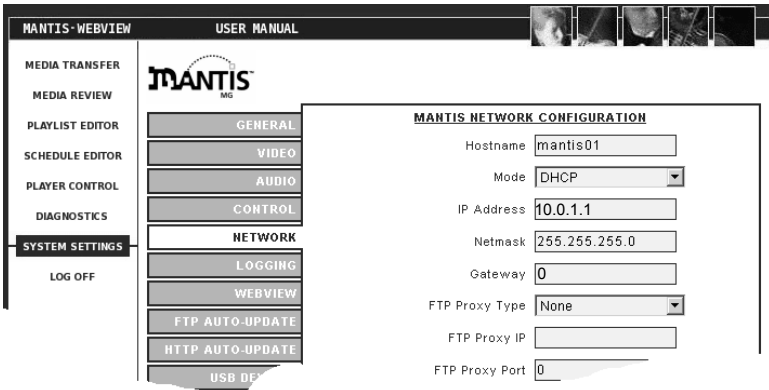 MANTIS-WEBVIEW
USER MANUAL
MEDIA TRANSFER
MEDIA REVIEW
PLAYLIST EDITOR
SCHEDULE EDITOR
PLAYER CONTROL
DIAGNOSTICS
SYSTEM SETTINGS
LOG OFF
MANTIS™
MG
GENERAL
VIDEO
AUDIO
CONTROL
NETWORK
LOGGING
WEBVIEW
FTP AUTO-UPDATE
HTTP AUTO-UPDATE
USB
MANTIS NETWORK CONFIGURATION
Hostname mantis01
Mode DHCP
IP Address 10.0.1.1
Netmask 255.255.255.0
Gateway 0
FTP Proxy Type None
FTP Proxy IP
FTP Proxy Port 0